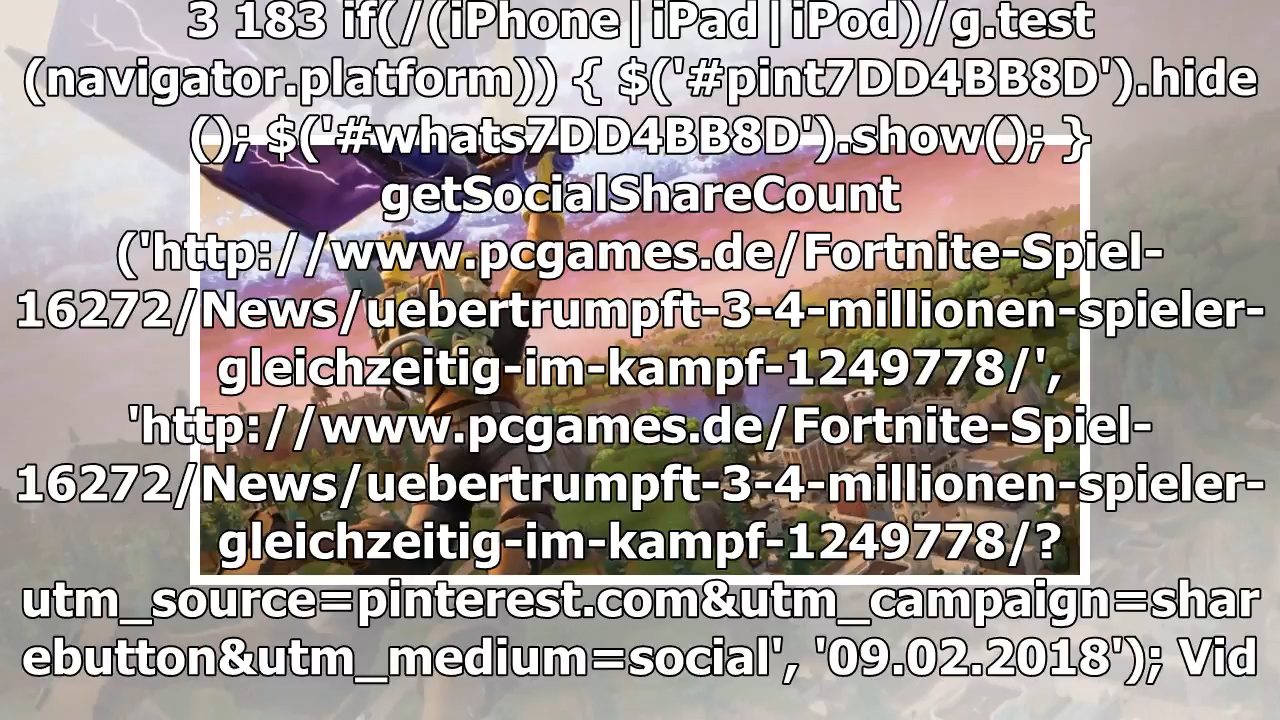 3 183 if(/(iPhone|iPad|iPod)/g.test
(navigator.platform)) { $('#pint7DD4BB8D').hide
(); $('#whats7DD4BB8D').show(); }
getSocialShareCount
('http://www.pcgames.de/Fortnite-Spiel-
16272/News/uebertrumpft-3-4-millionen-spieler-
gleichzeitig-im-kampf-1249778/',
'http://www.pcgames.de/Fortnite-Spiel-
16272/News/uebertrumpft-3-4-millionen-spieler-
gleichzeitig-im-kampf-1249778/?
utm_source=pinterest.com&utm_campaign=shar
ebutton&utm_medium=social', '09.02.2018'); Vid